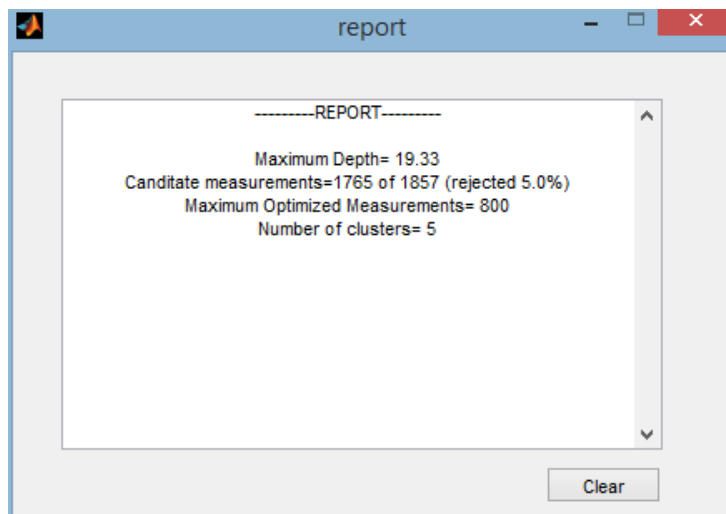 report
---------REPORT---------
Maximum Depth= 19.33
Canditate measurements=1765 of 1857 (rejected 5.0%)
Maximum Optimized Measurements= 800
Number of clusters= 5
Clear